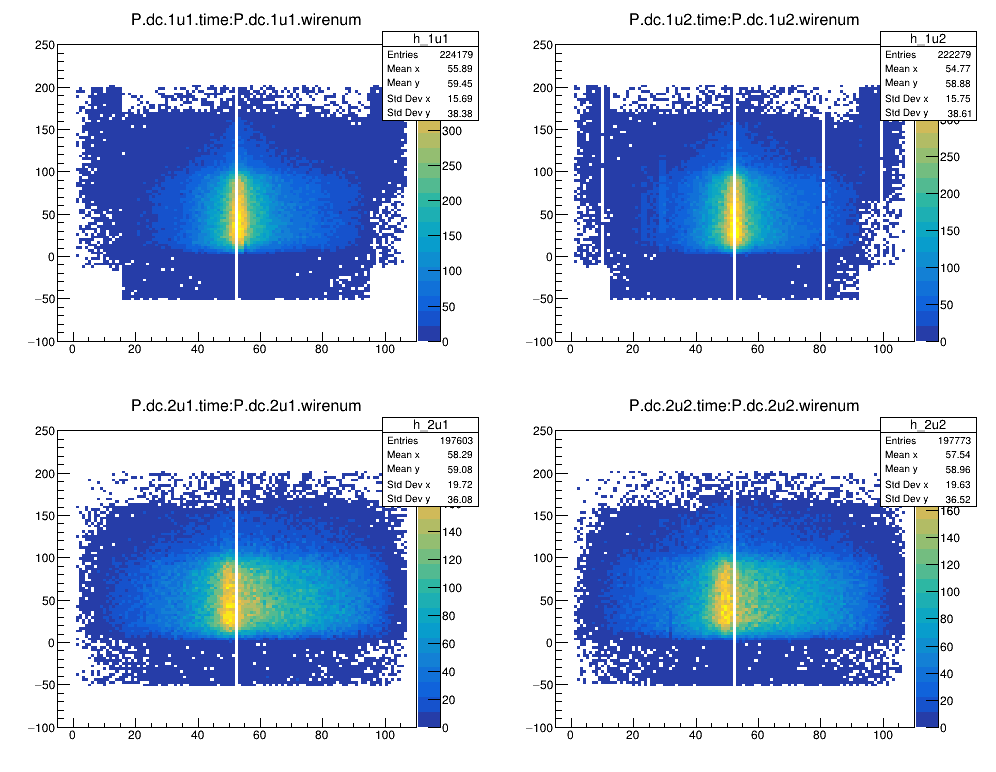 P.dc.1u1.time:P.dc.1u1.wirenum
h_1u1
Entries 224179
Mean x 55.89
Mean y 59.45
Std Dev x 15.69
Std Dev y 38.38
250
200
150
100
50
0
−50
−100
0 20 40 60 80 100
300
250
200
150
100
50
0
P.dc.1u2.time:P.dc.1u2.wirenum
h_1u2
Entries 222279
Mean x 54.77
Mean y 58.88
Std Dev x 15.75
Std Dev y 38.61
250
200
150
100
50
0
−50
−100
0 20 40 60 80 100
300
250
200
150
100
50
0
P.dc.2u1.time:P.dc.2u1.wirenum
h_2u1
Entries 197603
Mean x 58.29
Mean y 59.08
Std Dev x 19.72
Std Dev y 36.08
250
200
150
100
50
0
−50
−100
0 20 40 60 80 100
140
120
100
80
60
40
20
0
P.dc.2u2.time:P.dc.2u2.wirenum
h_2u2
Entries 197773
Mean x 57.54
Mean y 58.96
Std Dev x 19.63
Std Dev y 36.52
250
200
150
100
50
0
−50
−100
0 20 40 60 80 100
160
140
120
100
80
60
40
20
0